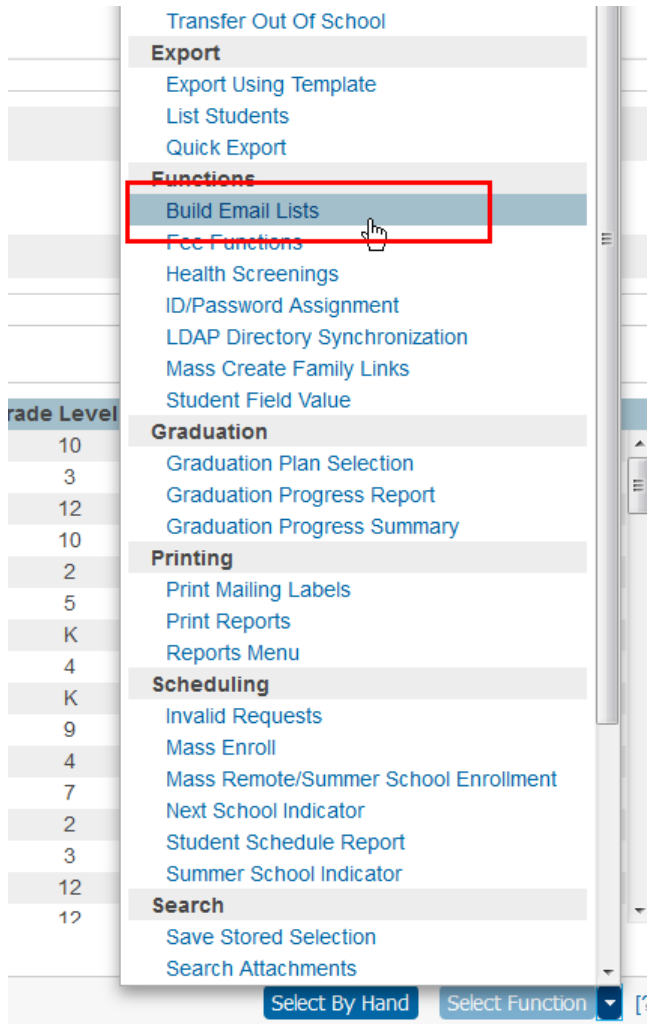 Transfer Out Of School
Export
Export Using Template
List Students
Quick Export
Functions
Build Email Lists
Fee Functions
Health Screenings
ID/Password Assignment
LDAP Directory Synchronization
Mass Create Family Links
Student Field Value
Graduation
Graduation Plan Selection
Graduation Progress Report
Graduation Progress Summary
Printing
Print Mailing Labels
Print Reports
Reports Menu
Scheduling
Invalid Requests
Mass Enroll
Mass Remote/Summer School Enrollment
Next School Indicator
Student Schedule Report
Summer School Indicator
Search
Save Stored Selection
Search Attachments
rade Level
10
3
12
10
2
5
K
4
K
9
4
7
2
3
12
12
Select By Hand Select Function [?